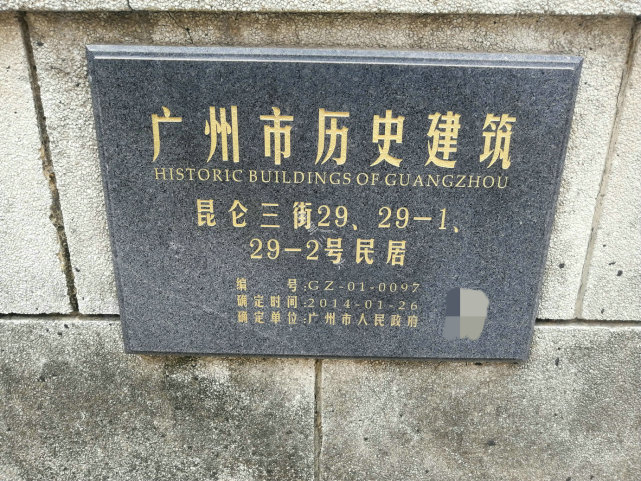 广州市历史建筑
HISTORIC BUILDINGS OF GUANGZHOU
昆仑三街29、29-1、
29-2号民居
编 号:GZ-01-0097
确定时间:2014-01-26
确定单位:广州市人民政府